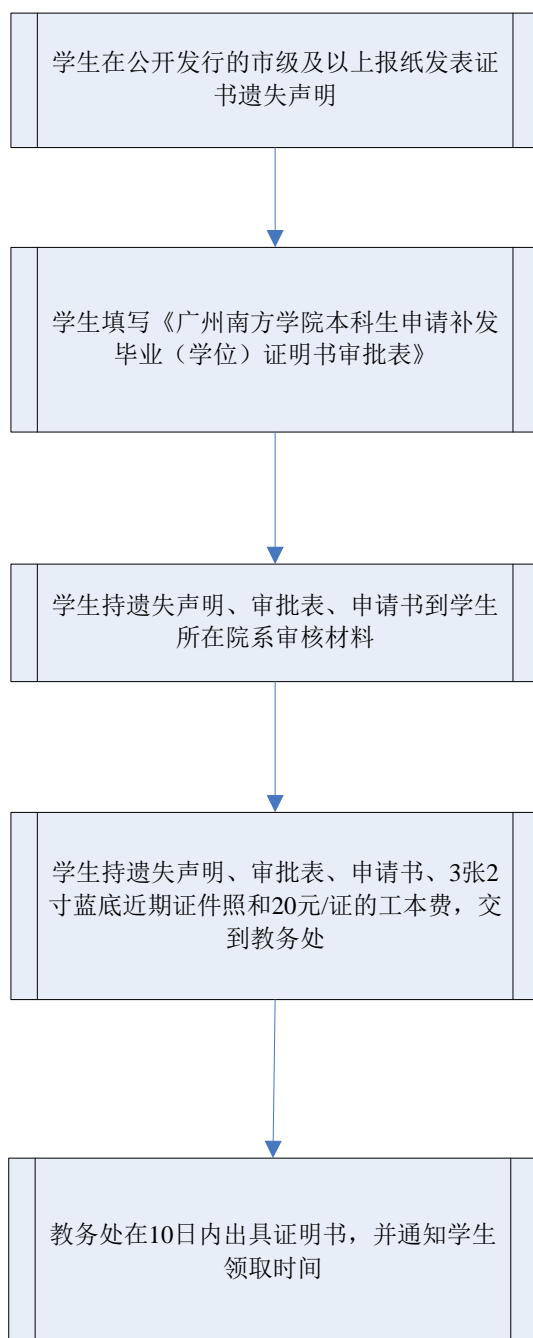 学生在公开发行的市级及以上报纸发表证
书遗失声明
学生填写《广州南方学院本科生申请补发
毕业（学位）证明书审批表》
学生持遗失声明、审批表、申请书到学生
所在院系审核材料
学生持遗失声明、审批表、申请书、3张2
寸蓝底近期证件照和20元/证的工本费，交
到教务处
教务处在10日内出具证明书，并通知学生
领取时间